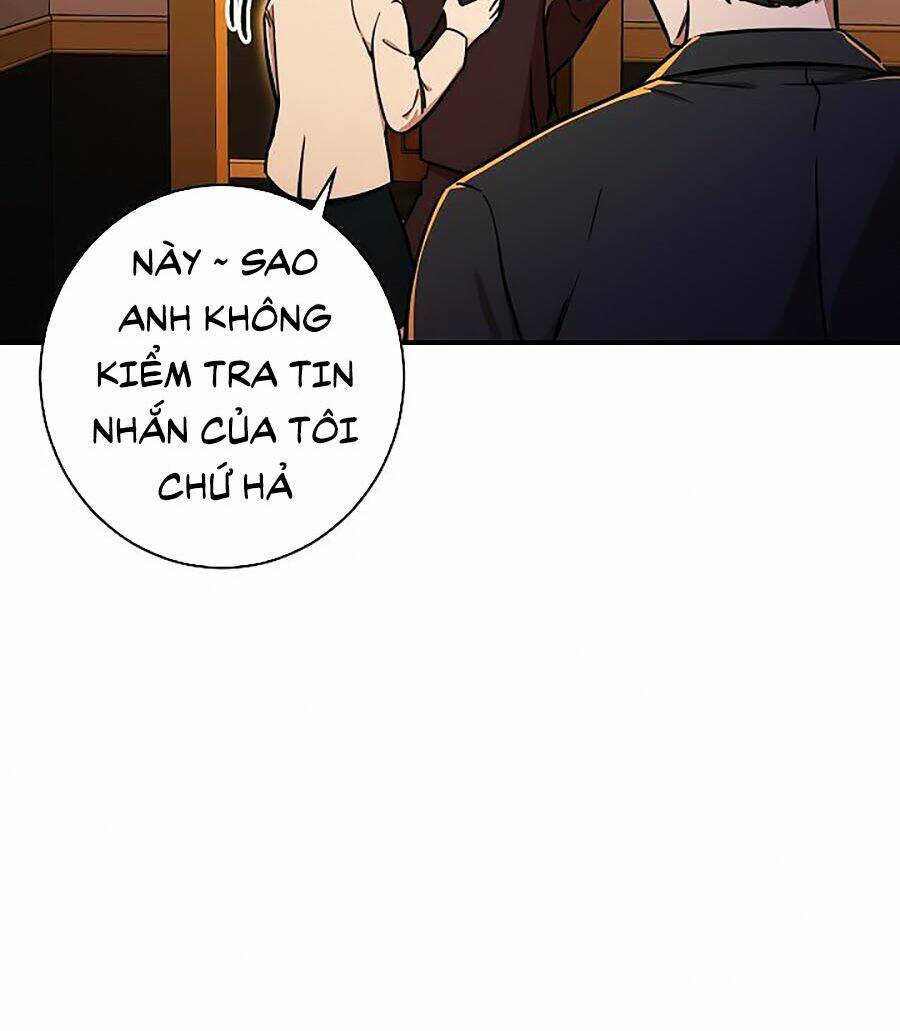 NÀY ~ SAO
ANH KHÔNG
KIỂM TRA TIN
NHẮN CỦA TÔI
CHỨ HẢ